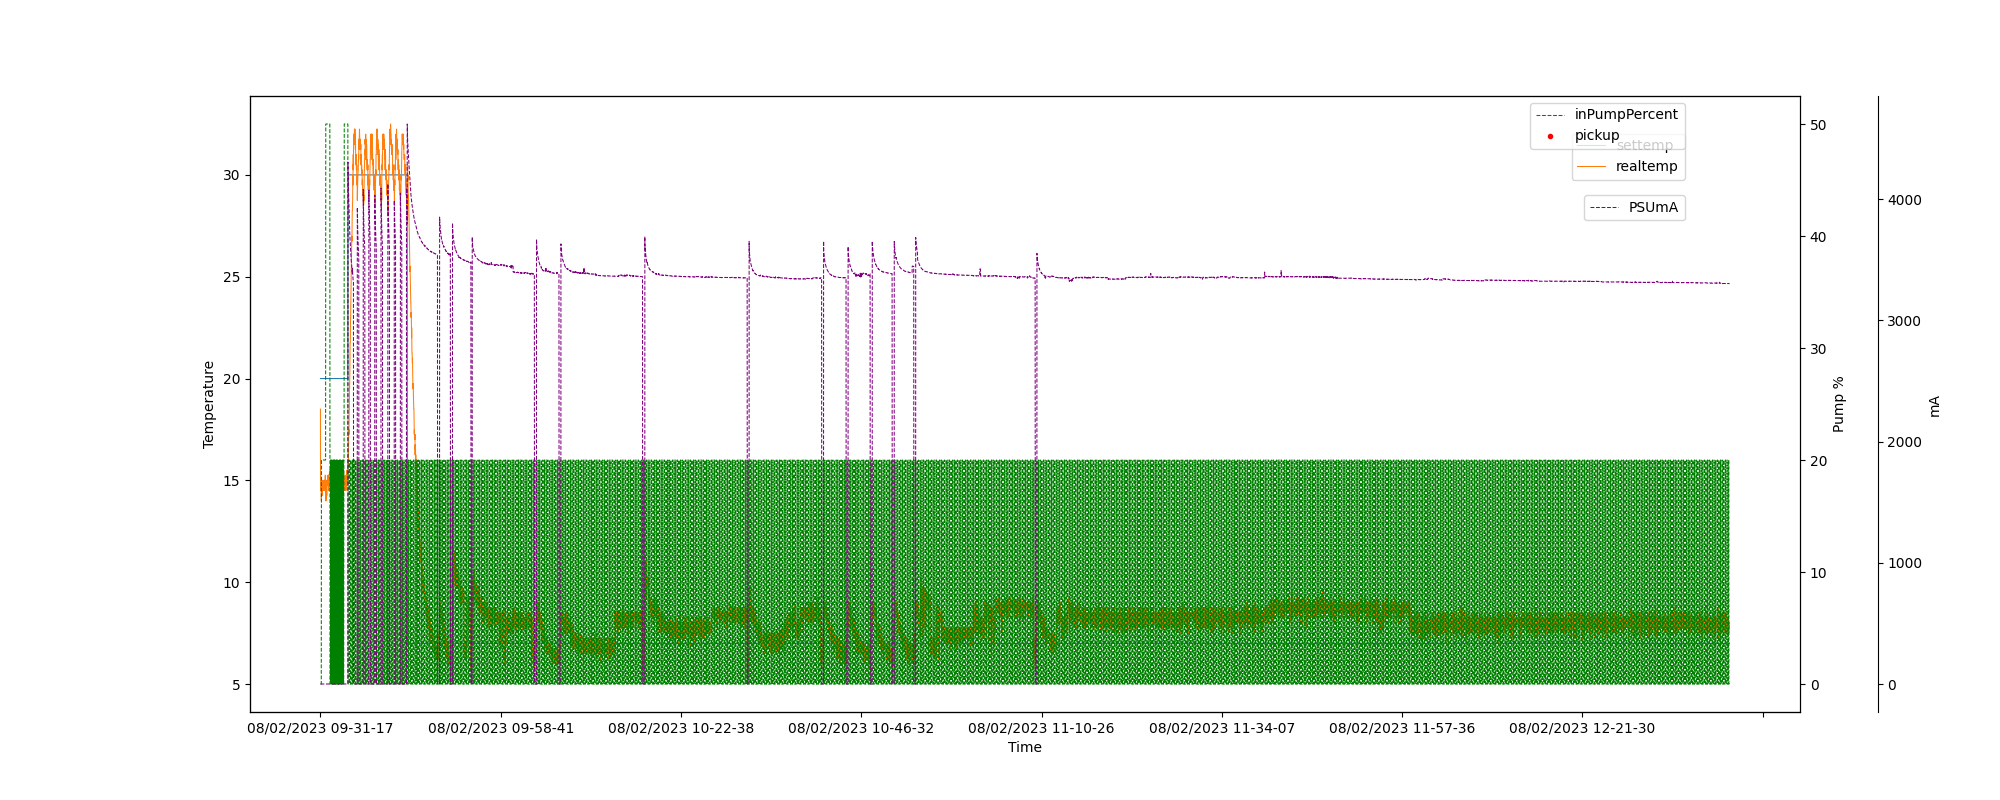 inPumpPercent
pickup
settemp
realtemp
PSUmA
Temperature
30
25
20
15
10
5
Pump %
50
40
30
20
10
0
mA
4000
3000
2000
1000
0
08/02/2023 09-31-17
08/02/2023 09-58-41
08/02/2023 10-22-38
08/02/2023 10-46-32
08/02/2023 11-10-26
08/02/2023 11-34-07
08/02/2023 11-57-36
08/02/2023 12-21-30
Time